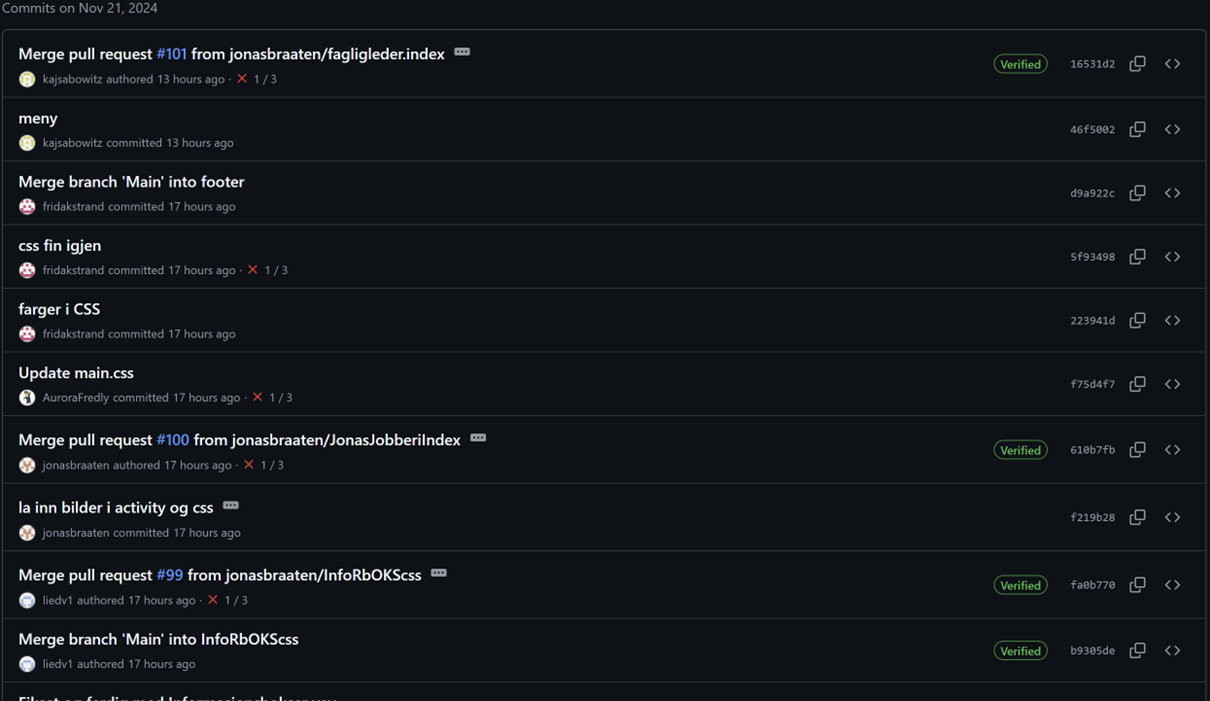 Commits on Nov 21, 2024
Merge pull request #101 from jonasbraaten/fagligleder.index
Verified 16531d2
kajsabowitz authored 13 hours ago · 1 / 3
meny
46f5002
kajsabowitz committed 13 hours ago
Merge branch 'Main' into footer
d9a922c
fridakstrand committed 17 hours ago
css fin igjen
5f93498
fridakstrand committed 17 hours ago · 1 / 3
farger i CSS
223941d
fridakstrand committed 17 hours ago
Update main.css
f75d4f7
AuroraFredly committed 17 hours ago · 1 / 3
Merge pull request #100 from jonasbraaten/JonasJobberiIndex
Verified 610b7fb
jonasbraaten authored 17 hours ago · 1 / 3
la inn bilder i activity og css
f219b28
jonasbraaten committed 17 hours ago
Merge pull request #99 from jonasbraaten/InfoRbOKScss
Verified fa0b770
liedv1 authored 17 hours ago · 1 / 3
Merge branch 'Main' into InfoRbOKScss
Verified b9305de
liedv1 authored 17 hours ago